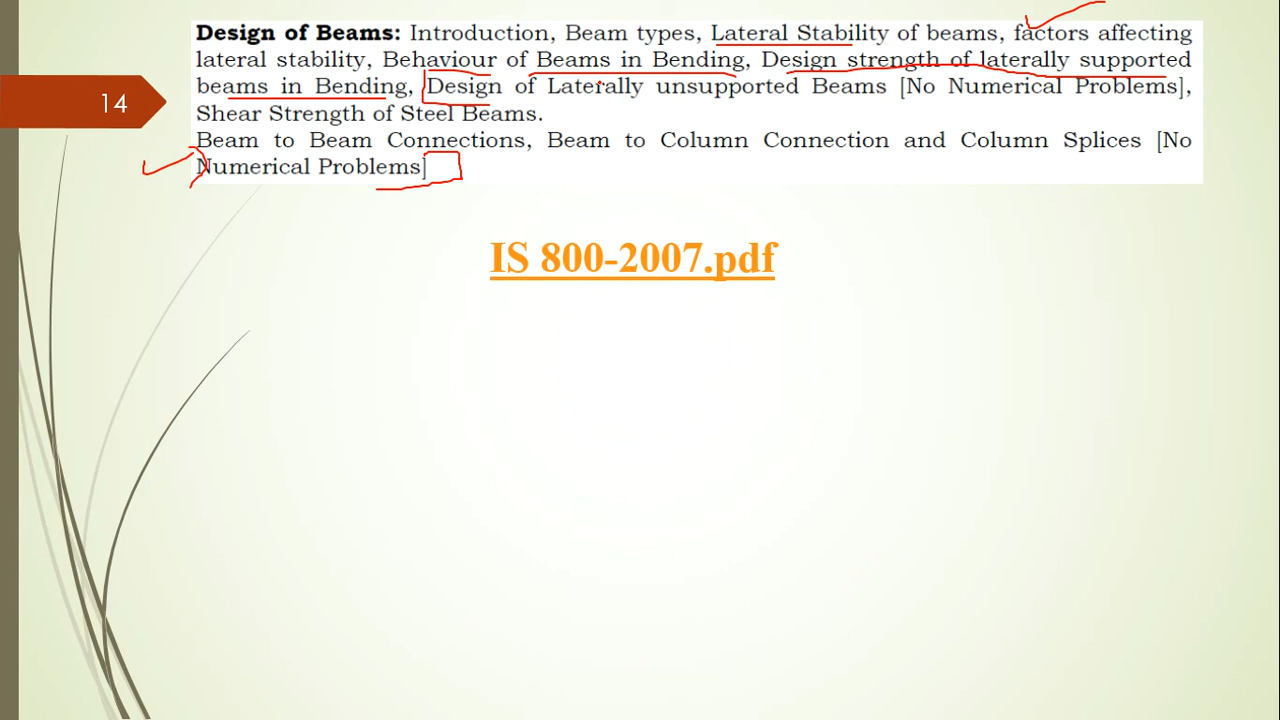 14
Design of Beams: Introduction, Beam types, Lateral Stability of beams, factors affecting
lateral stability, Behaviour of Beams in Bending, Design strength of laterally supported
beams in Bending, Design of Laterally unsupported Beams [No Numerical Problems],
Shear Strength of Steel Beams.
Beam to Beam Connections, Beam to Column Connection and Column Splices [No
Numerical Problems]
IS 800-2007.pdf